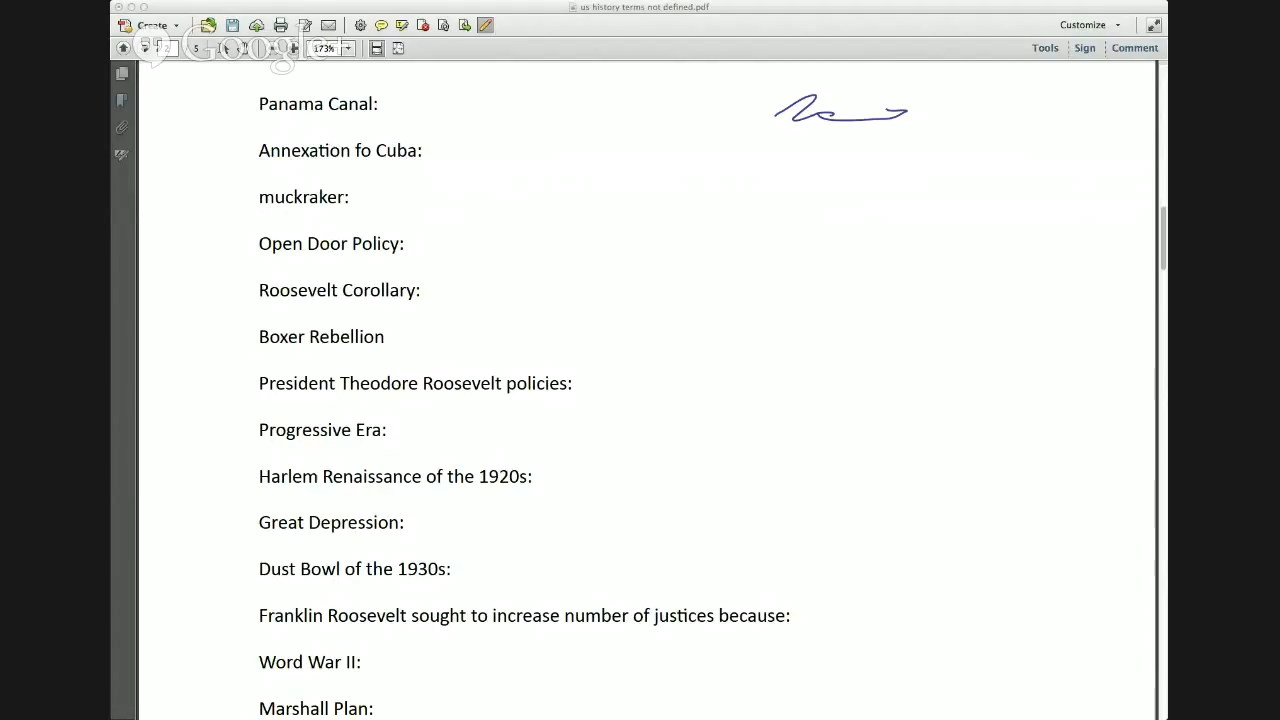 us history terms not defined.pdf
Create
Customize
5
173%
Tools Sign Comment
Google+
Panama Canal:
Annexation fo Cuba:
muckraker:
Open Door Policy:
Roosevelt Corollary:
Boxer Rebellion
President Theodore Roosevelt policies:
Progressive Era:
Harlem Renaissance of the 1920s:
Great Depression:
Dust Bowl of the 1930s:
Franklin Roosevelt sought to increase number of justices because:
Word War II:
Marshall Plan: